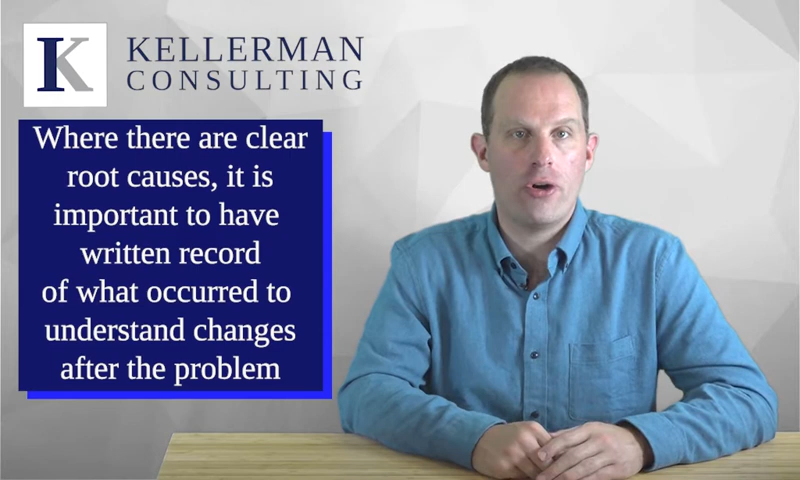 IK
KELLERMAN
CONSULTING
Where there are clear
root causes, it is
important to have
written record
of what occurred to
understand changes
after the problem